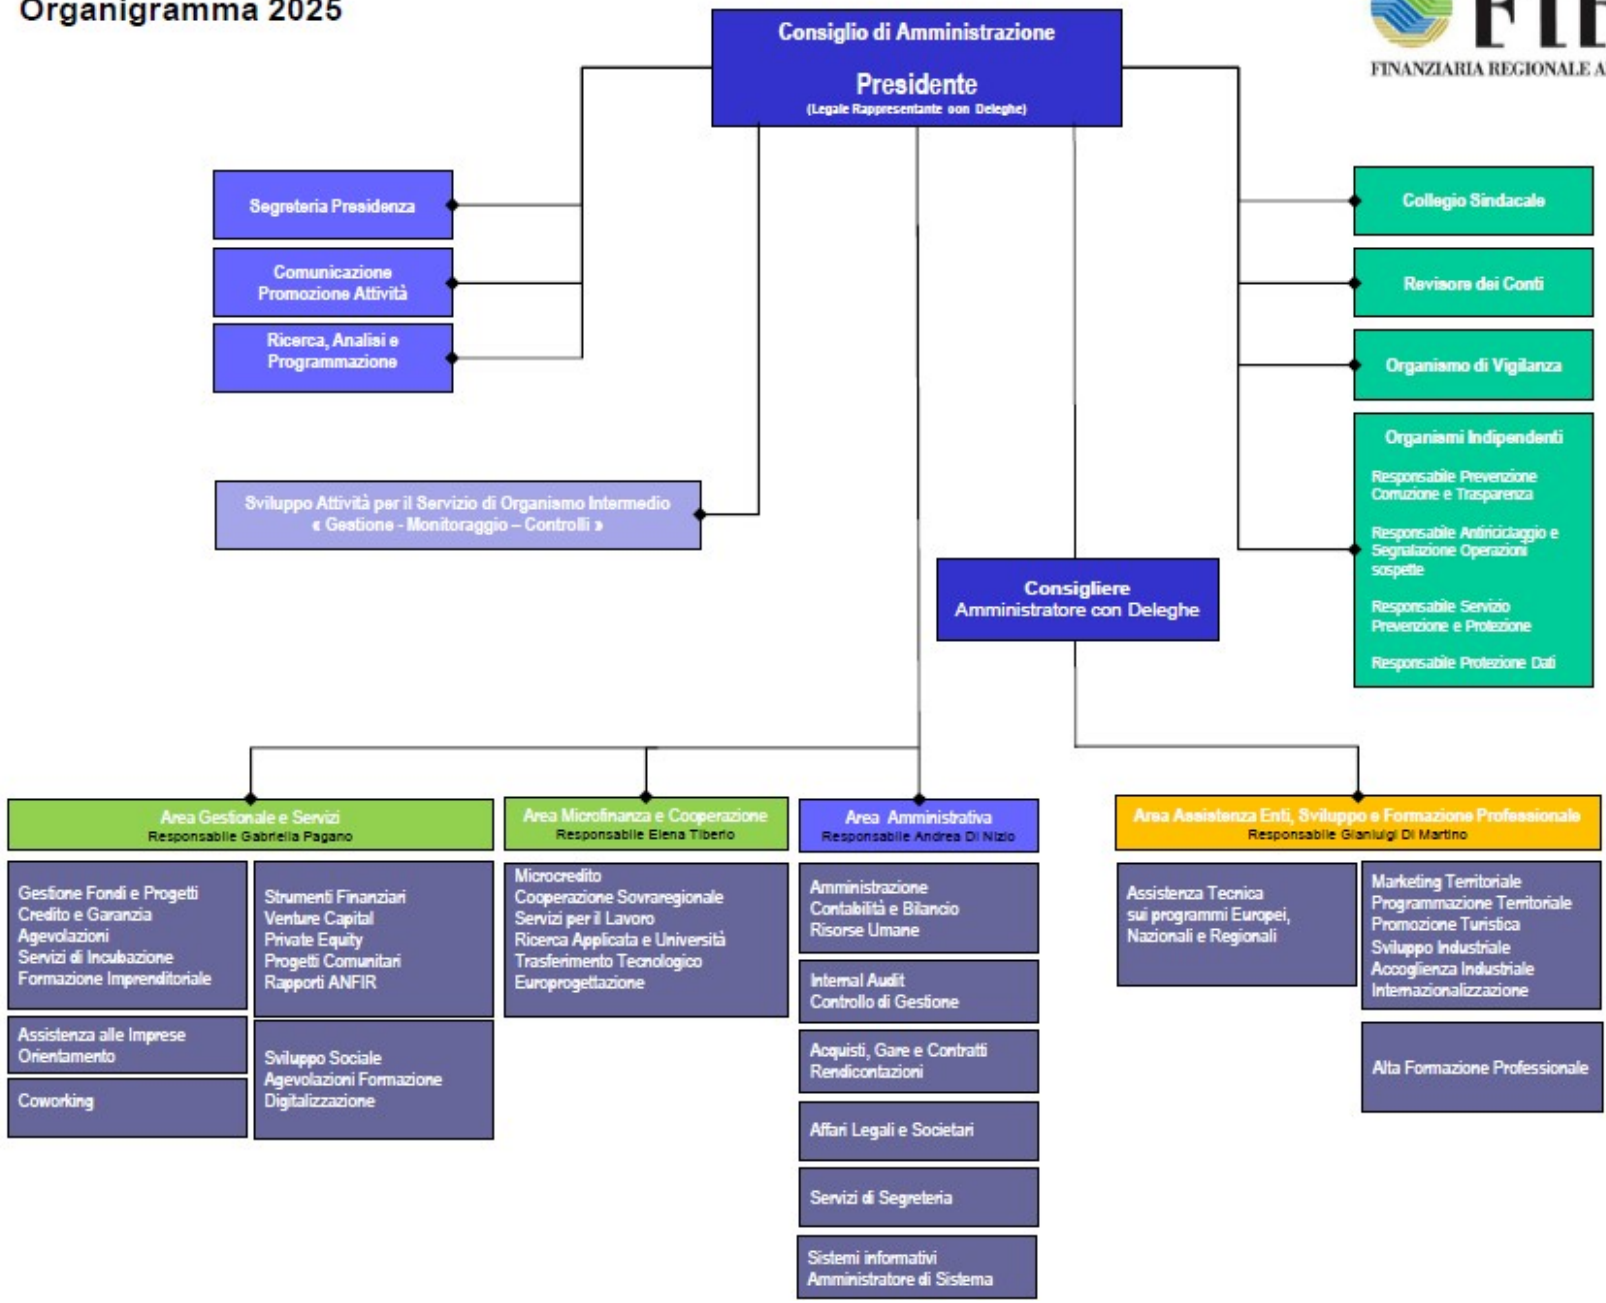 Organigramma 2025
FINANZIARIA REGIONALE A
Consiglio di Amministrazione
Presidente
(Legale Rappresentante con Deleghe)
Segreteria Presidenza
Comunicazione
Promozione Attività
Ricerca, Analisi e
Programmazione
Collegio Sindacale
Revisore dei Conti
Organismo di Vigilanza
Organismi Indipendenti
Responsabile Prevenzione
Corruzione e Trasparenza
Responsabile Antiriciclaggio e
Segnalazione Operazioni
sospette
Responsabile Servizio
Prevenzione e Protezione
Responsabile Protezione Dati
Sviluppo Attività per il Servizio di Organismo Intermedio
« Gestione - Monitoraggio – Controlli »
Consigliere
Amministratore con Deleghe
Area Gestionale e Servizi
Responsabile Gabriella Pagano
Gestione Fondi e Progetti
Credito e Garanzia
Agevolazioni
Servizi di Incubazione
Formazione Imprenditoriale
Assistenza alle Imprese
Orientamento
Coworking
Strumenti Finanziari
Venture Capital
Private Equity
Progetti Comunitari
Rapporti ANFIR
Sviluppo Sociale
Agevolazioni Formazione
Digitalizzazione
Area Microfinanza e Cooperazione
Responsabile Elena Tiberio
Microcredito
Cooperazione Sovraregionale
Servizi per il Lavoro
Ricerca Applicata e Università
Trasferimento Tecnologico
Europrogettazione
Area Amministrativa
Responsabile Andrea Di Nizio
Amministrazione
Contabilità e Bilancio
Risorse Umane
Internal Audit
Controllo di Gestione
Acquisti, Gare e Contratti
Rendicontazioni
Affari Legali e Societari
Servizi di Segreteria
Sistemi informativi
Amministratore di Sistema
Area Assistenza Enti, Sviluppo e Formazione Professionale
Responsabile Gianluigi Di Martino
Assistenza Tecnica
sui programmi Europei,
Nazionali e Regionali
Marketing Territoriale
Programmazione Territoriale
Promozione Turistica
Sviluppo Industriale
Accoglienza Industriale
Internazionalizzazione
Alta Formazione Professionale